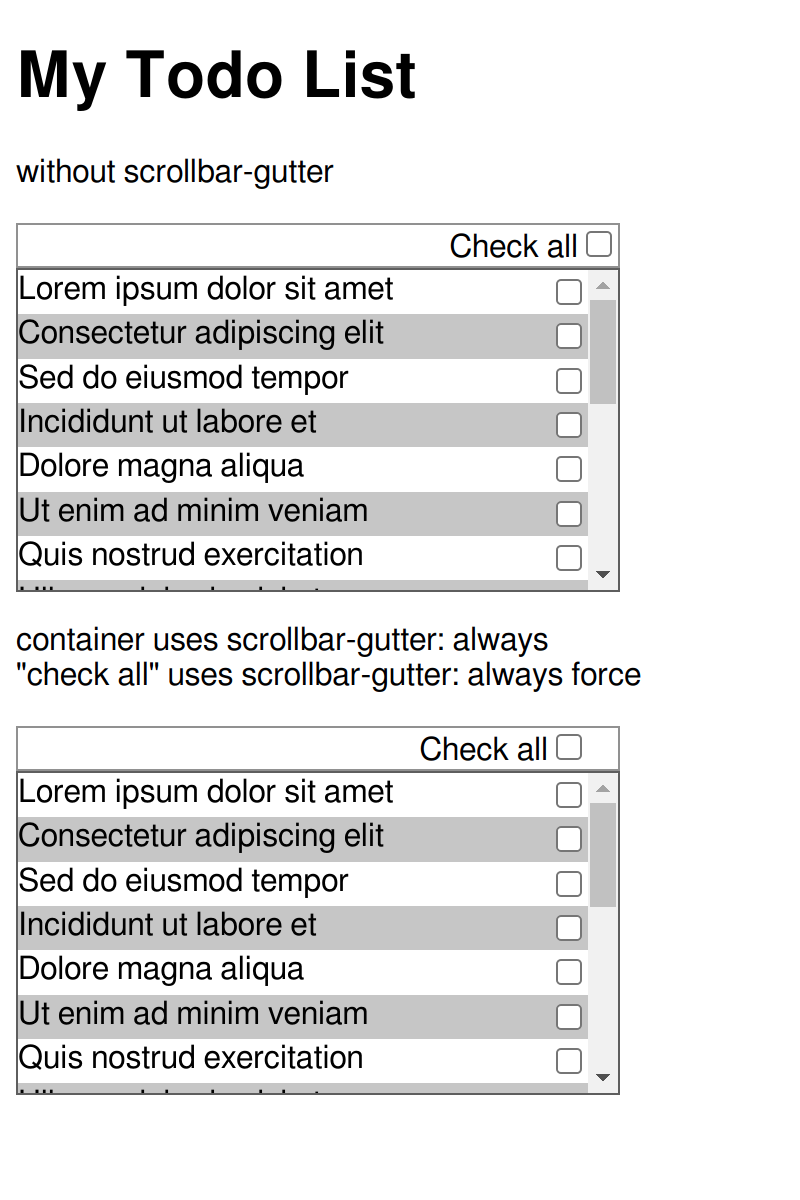 My Todo List
without scrollbar-gutter
Check all
Lorem ipsum dolor sit amet
Consectetur adipiscing elit
Sed do eiusmod tempor
Incididunt ut labore et
Dolore magna aliqua
Ut enim ad minim veniam
Quis nostrud exercitation
container uses scrollbar-gutter: always
"check all" uses scrollbar-gutter: always force
Check all
Lorem ipsum dolor sit amet
Consectetur adipiscing elit
Sed do eiusmod tempor
Incididunt ut labore et
Dolore magna aliqua
Ut enim ad minim veniam
Quis nostrud exercitation